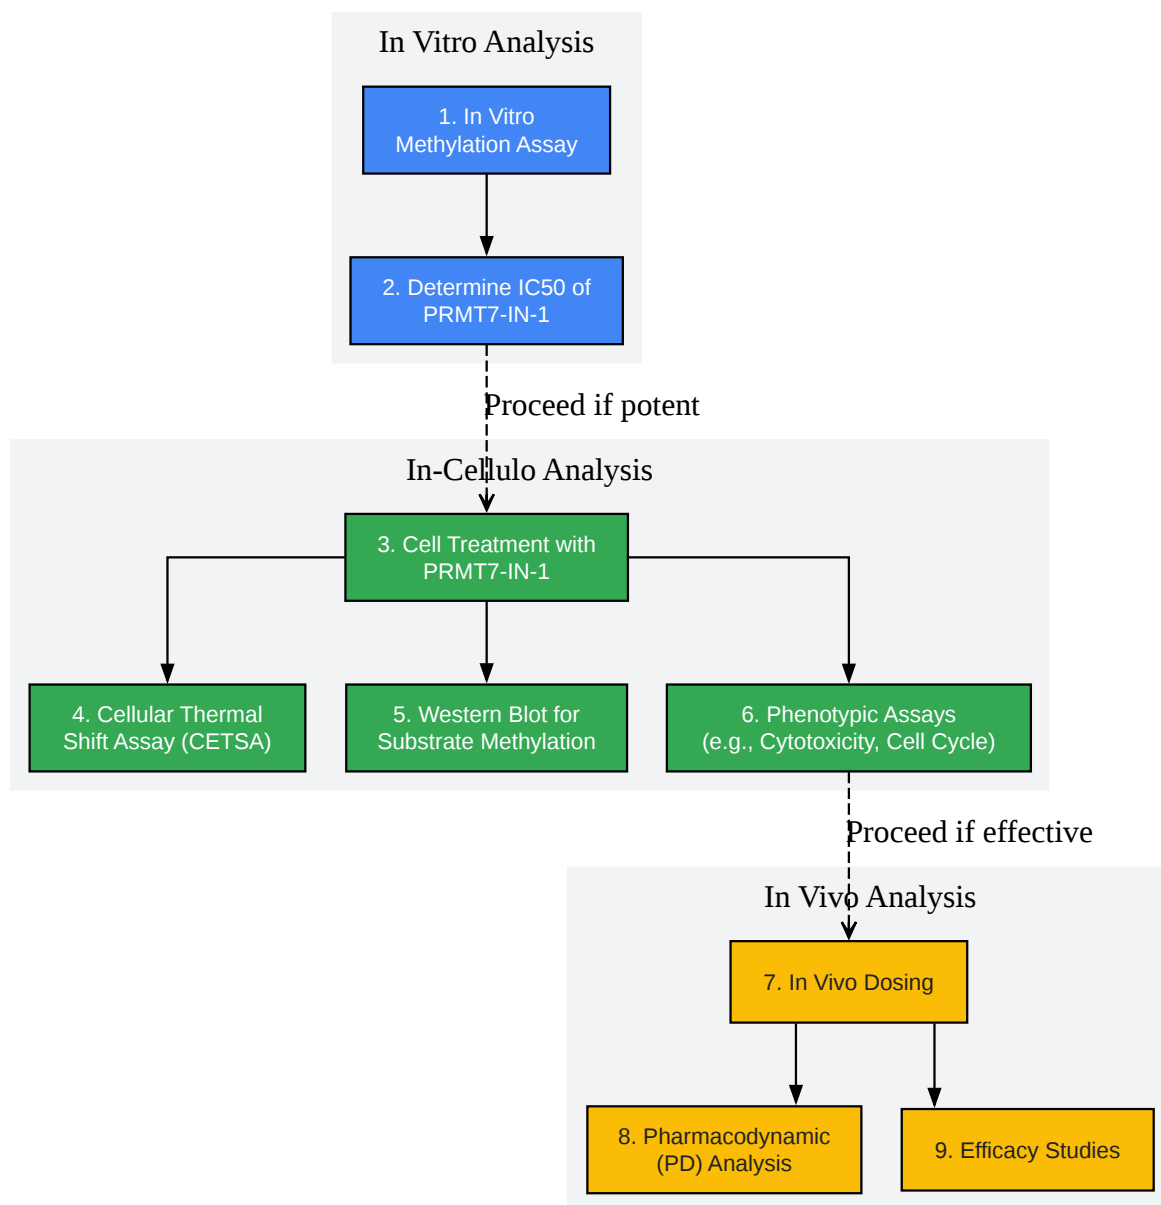 In Vitro Analysis
1. In Vitro
Methylation Assay
2. Determine IC50 of
PRMT7-IN-1
Proceed if potent
In-Cellulo Analysis
3. Cell Treatment with
PRMT7-IN-1
4. Cellular Thermal
Shift Assay (CETSA)
5. Western Blot for
Substrate Methylation
6. Phenotypic Assays
(e.g., Cytotoxicity, Cell Cycle)
Proceed if effective
In Vivo Analysis
7. In Vivo Dosing
8. Pharmacodynamic
(PD) Analysis
9. Efficacy Studies